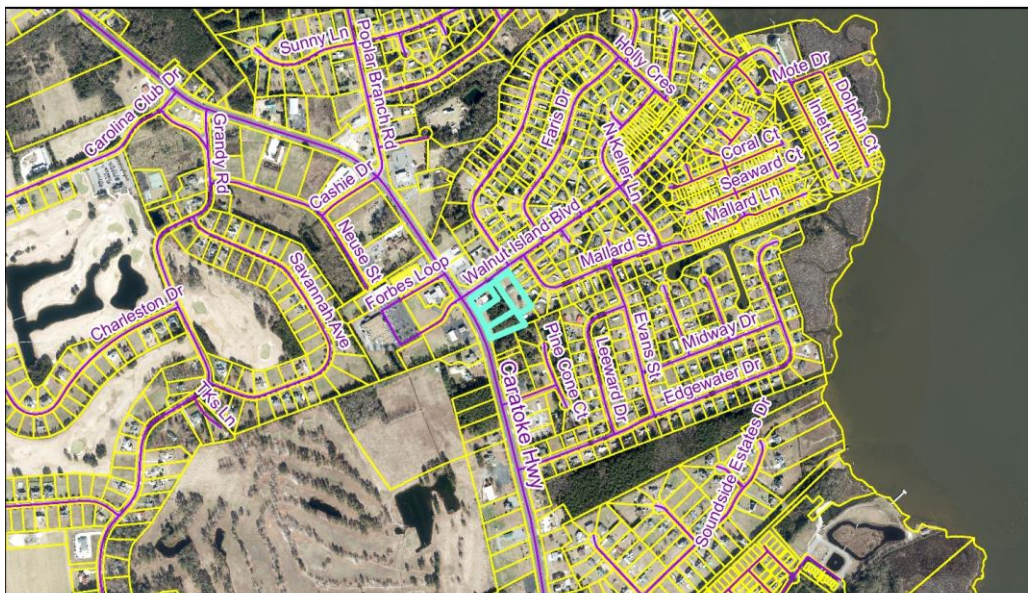 Sunny Ln
Poplar Branch Rd
Holly Cres
Mote Dr
Dolphin Ct
Inlet Ln
Carolina Club Dr
Grandy Rd
Faris Dr
N Keller Ln
Coral Ct
Seaward Ct
Mallard Ln
Cashie Dr
Neuse St
Walnut Island Blvd
Mallard St
Forbes Loop
Savannah Ave
Charleston Dr
Pine Cone Ct
Leeward Dr
Evans St
Midway Dr
Edgewater Dr
TKs Ln
Caratoke Hwy
Soundside Estates Dr